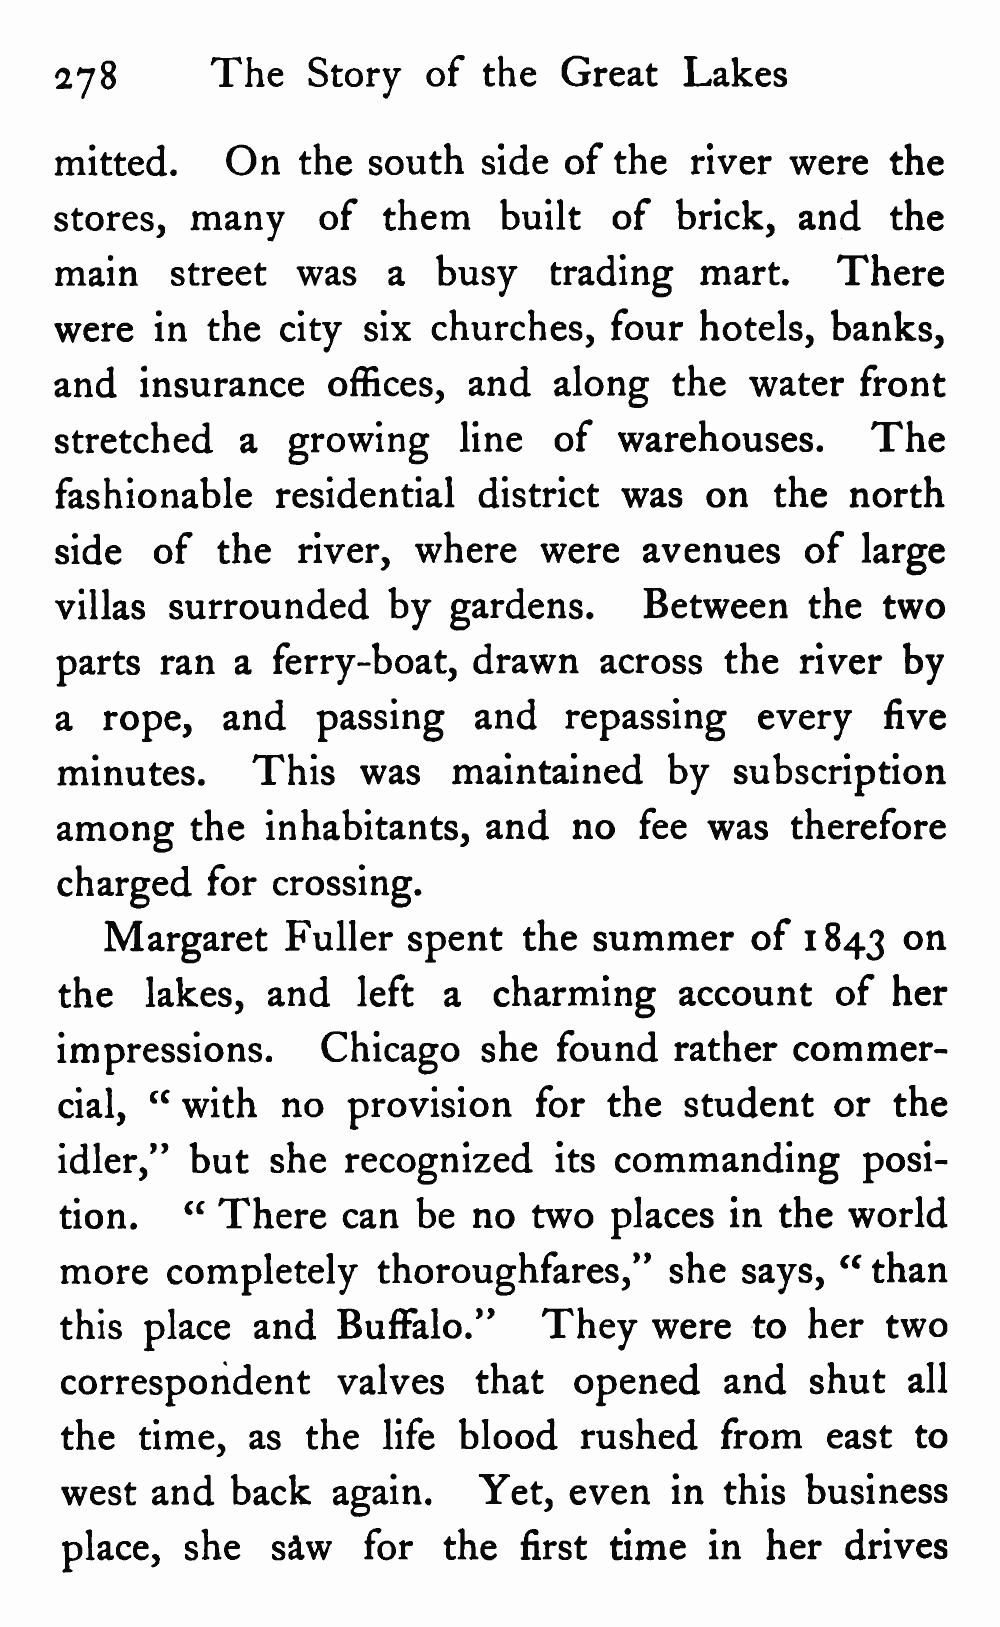 278 The Story of the Great Lakes
mitted. On the south side of the river were the
stores, many of them built of brick, and the
main street was a busy trading mart. There
were in the city six churches, four hotels, banks,
and insurance offices, and along the water front
stretched a growing line of warehouses. The
fashionable residential district was on the north
side of the river, where were avenues of large
villas surrounded by gardens. Between the two
parts ran a ferry-boat, drawn across the river by
a rope, and passing and repassing every five
minutes. This was maintained by subscription
among the inhabitants, and no fee was therefore
charged for crossing.
Margaret Fuller spent the summer of 1843 on
the lakes, and left a charming account of her
impressions. Chicago she found rather commer-
cial, “ with no provision for the student or the
idler,” but she recognized its commanding posi-
tion. “ There can be no two places in the world
more completely thoroughfares,” she says, “ than
this place and Buffalo.” They were to her two
correspondent valves that opened and shut all
the time, as the life blood rushed from east to
west and back again. Yet, even in this business
place, she saw for the first time in her drives